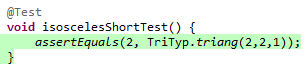 @Test
void isoscelesShortTest() {
assertEquals(2, TriTyp.triang(2,2,1));
}